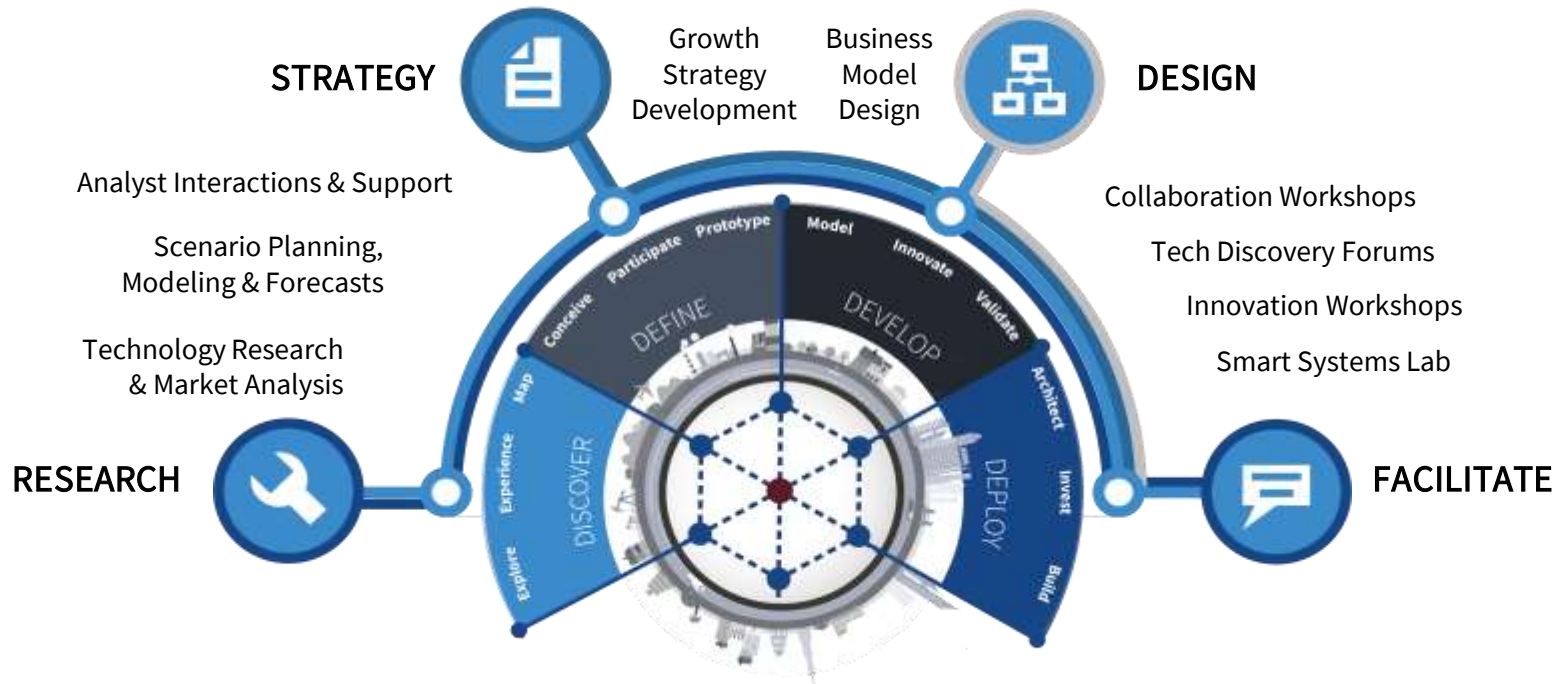 STRATEGY
Growth
Strategy
Development
Business
Model
Design
DESIGN
Analyst Interactions & Support
Scenario Planning,
Modeling & Forecasts
Technology Research
& Market Analysis
RESEARCH
Collaboration Workshops
Tech Discovery Forums
Innovation Workshops
Smart Systems Lab
FACILITATE
Explore
Experience
Map
DISCOVER
Conceive
Participate
Prototype
DEFINE
Model
Innovate
Validate
DEVELOP
Architect
Invest
Build
DEPLOY